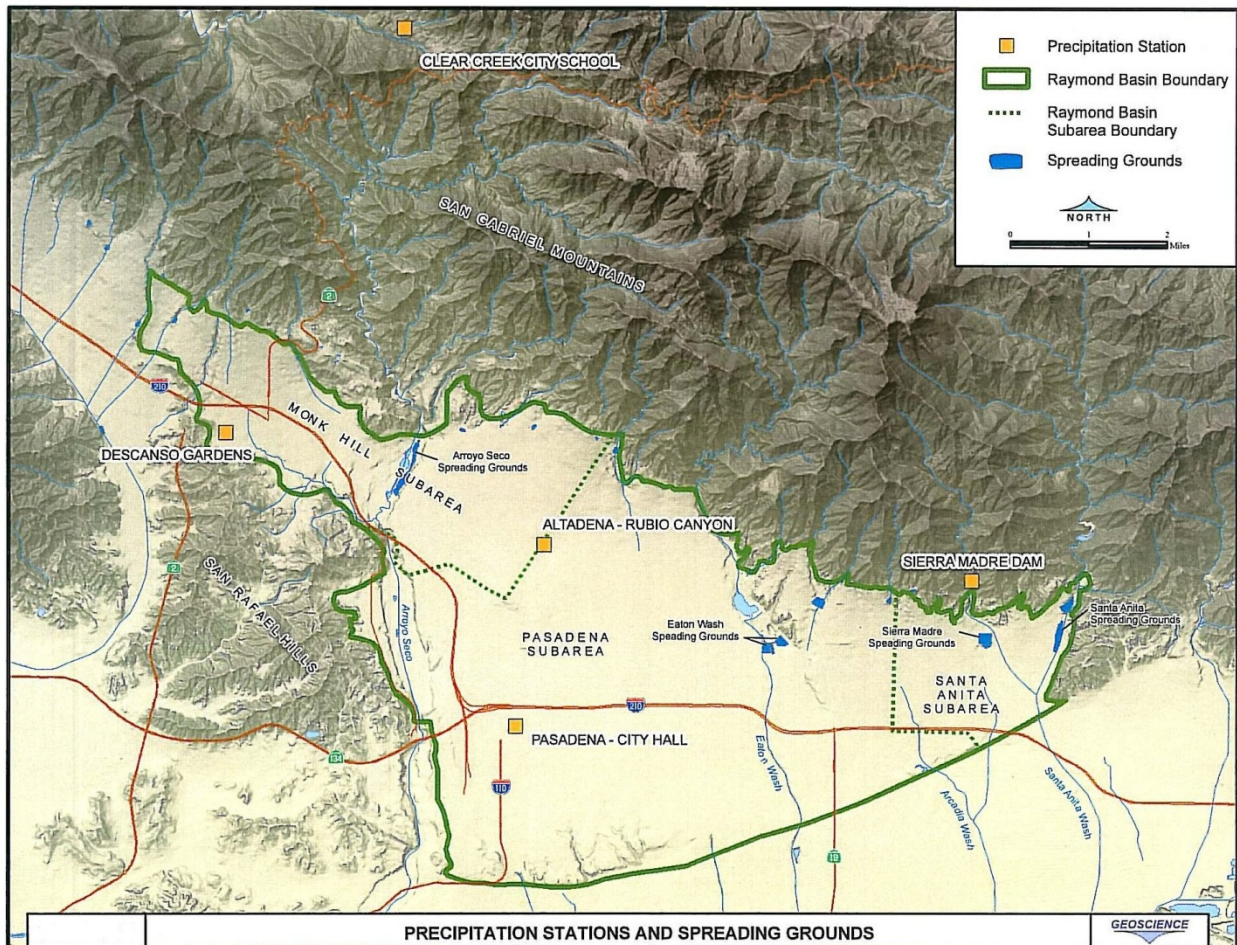 CLEAR CREEK CITY SCHOOL
Precipitation Station
Raymond Basin Boundary
Raymond Basin
Subarea Boundary
Spreading Grounds
NORTH
0 1 2
Miles
SAN GABRIEL MOUNTAINS
2
210
MONK HILL SUBAREA
DESCANSO GARDENS
Arroyo Seco
Spreading Grounds
ALTADENA - RUBIO CANYON
SIERRA MADRE DAM
2
SAN RAFAEL HILLS
Arroyo Seco
Santa Anita
Spreading Grounds
Eaton Wash
Speading Grounds
Sierra Madre
Speading Grounds
PASADENA
SUBAREA
SANTA
ANITA
SUBAREA
210
PASADENA - CITY HALL
134
110
Eaton Wash
Arcadia Wash
Santa Anita Wash
19
PRECIPITATION STATIONS AND SPREADING GROUNDS
GEOSCIENCE